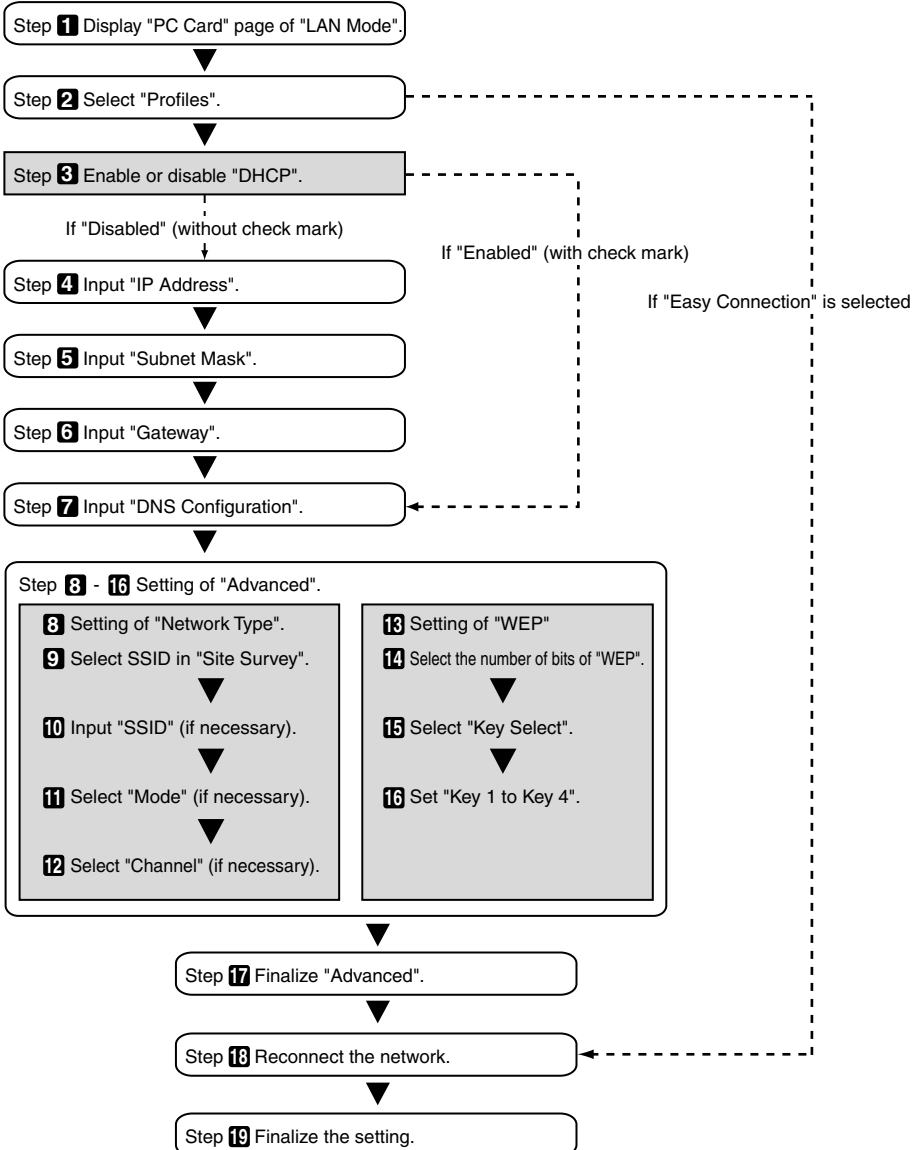 Step 1 Display "PC Card" page of "LAN Mode".
Step 2 Select "Profiles".
Step 3 Enable or disable "DHCP".
If "Disabled" (without check mark)
If "Enabled" (with check mark)
If "Easy Connection" is selected
Step 4 Input "IP Address".
Step 5 Input "Subnet Mask".
Step 6 Input "Gateway".
Step 7 Input "DNS Configuration".
Step 8 - 16 Setting of "Advanced".
8 Setting of "Network Type".
9 Select SSID in "Site Survey".
10 Input "SSID" (if necessary).
11 Select "Mode" (if necessary).
12 Select "Channel" (if necessary).
13 Setting of "WEP"
14 Select the number of bits of "WEP".
15 Select "Key Select".
16 Set "Key 1 to Key 4".
Step 17 Finalize "Advanced".
Step 18 Reconnect the network.
Step 19 Finalize the setting.